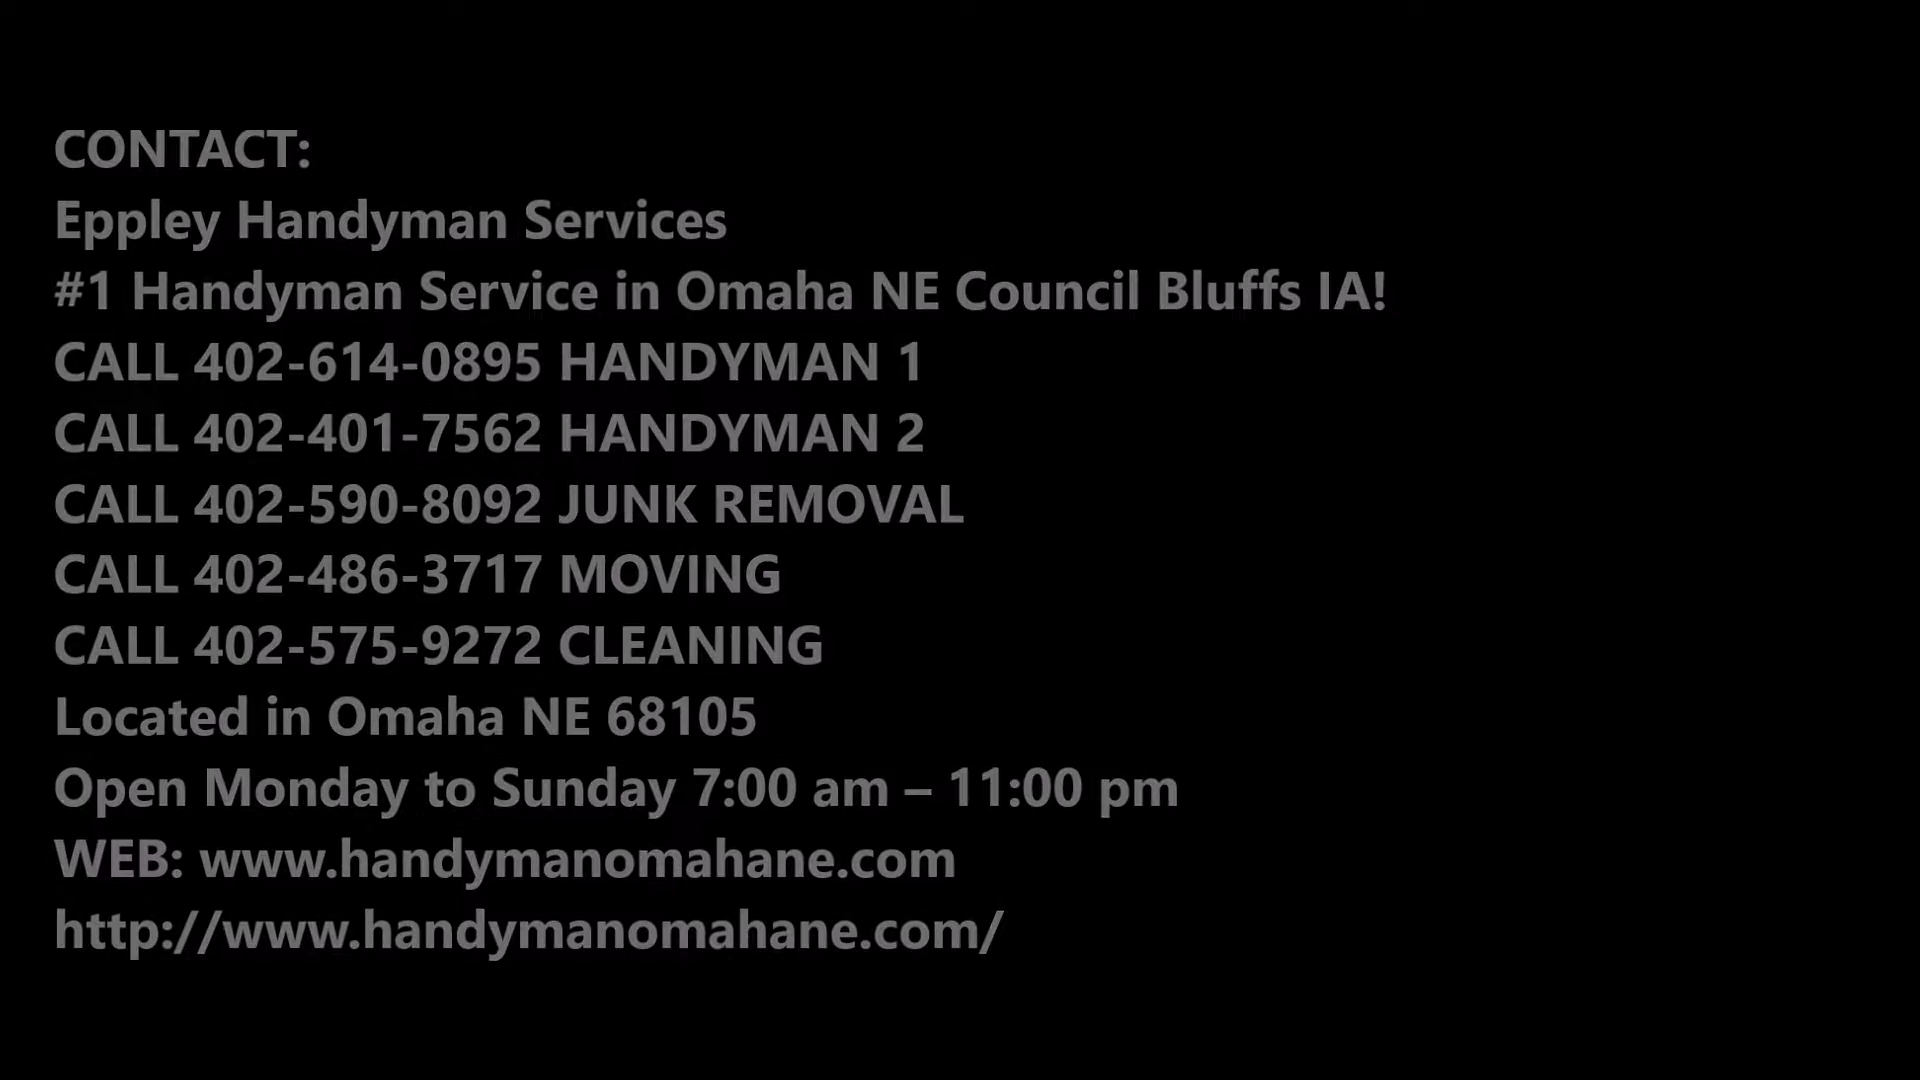 CONTACT:
Eppley Handyman Services
#1 Handyman Service in Omaha NE Council Bluffs IA!
CALL 402-614-0895 HANDYMAN 1
CALL 402-401-7562 HANDYMAN 2
CALL 402-590-8092 JUNK REMOVAL
CALL 402-486-3717 MOVING
CALL 402-575-9272 CLEANING
Located in Omaha NE 68105
Open Monday to Sunday 7:00 am – 11:00 pm
WEB: www.handymanomahane.com
http://www.handymanomahane.com/